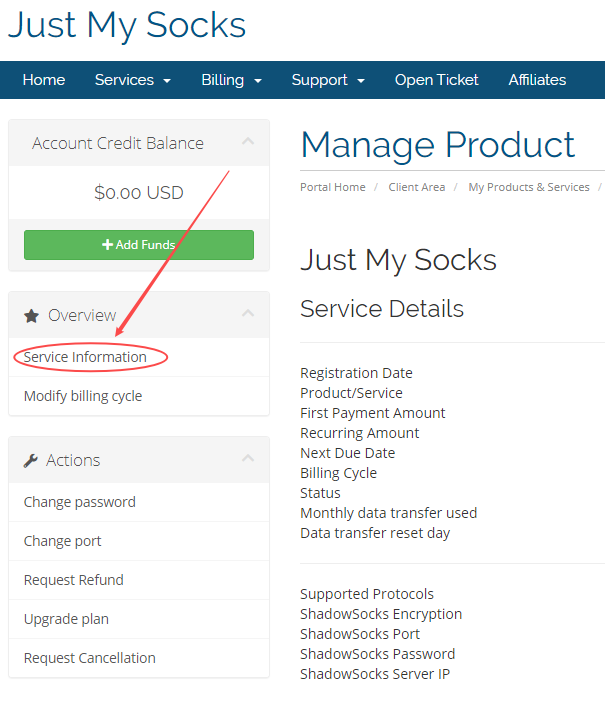 Just My Socks
Home Services Billing Support Open Ticket Affiliates
Account Credit Balance
$0.00 USD
Add Funds
Overview
Service Information
Modify billing cycle
Actions
Change password
Change port
Request Refund
Upgrade plan
Request Cancellation
Manage Product
Portal Home / Client Area / My Products & Services /
Just My Socks
Service Details
Registration Date
Product/Service
First Payment Amount
Recurring Amount
Next Due Date
Billing Cycle
Status
Monthly data transfer used
Data transfer reset day
Supported Protocols
ShadowSocks Encryption
ShadowSocks Port
ShadowSocks Password
ShadowSocks Server IP